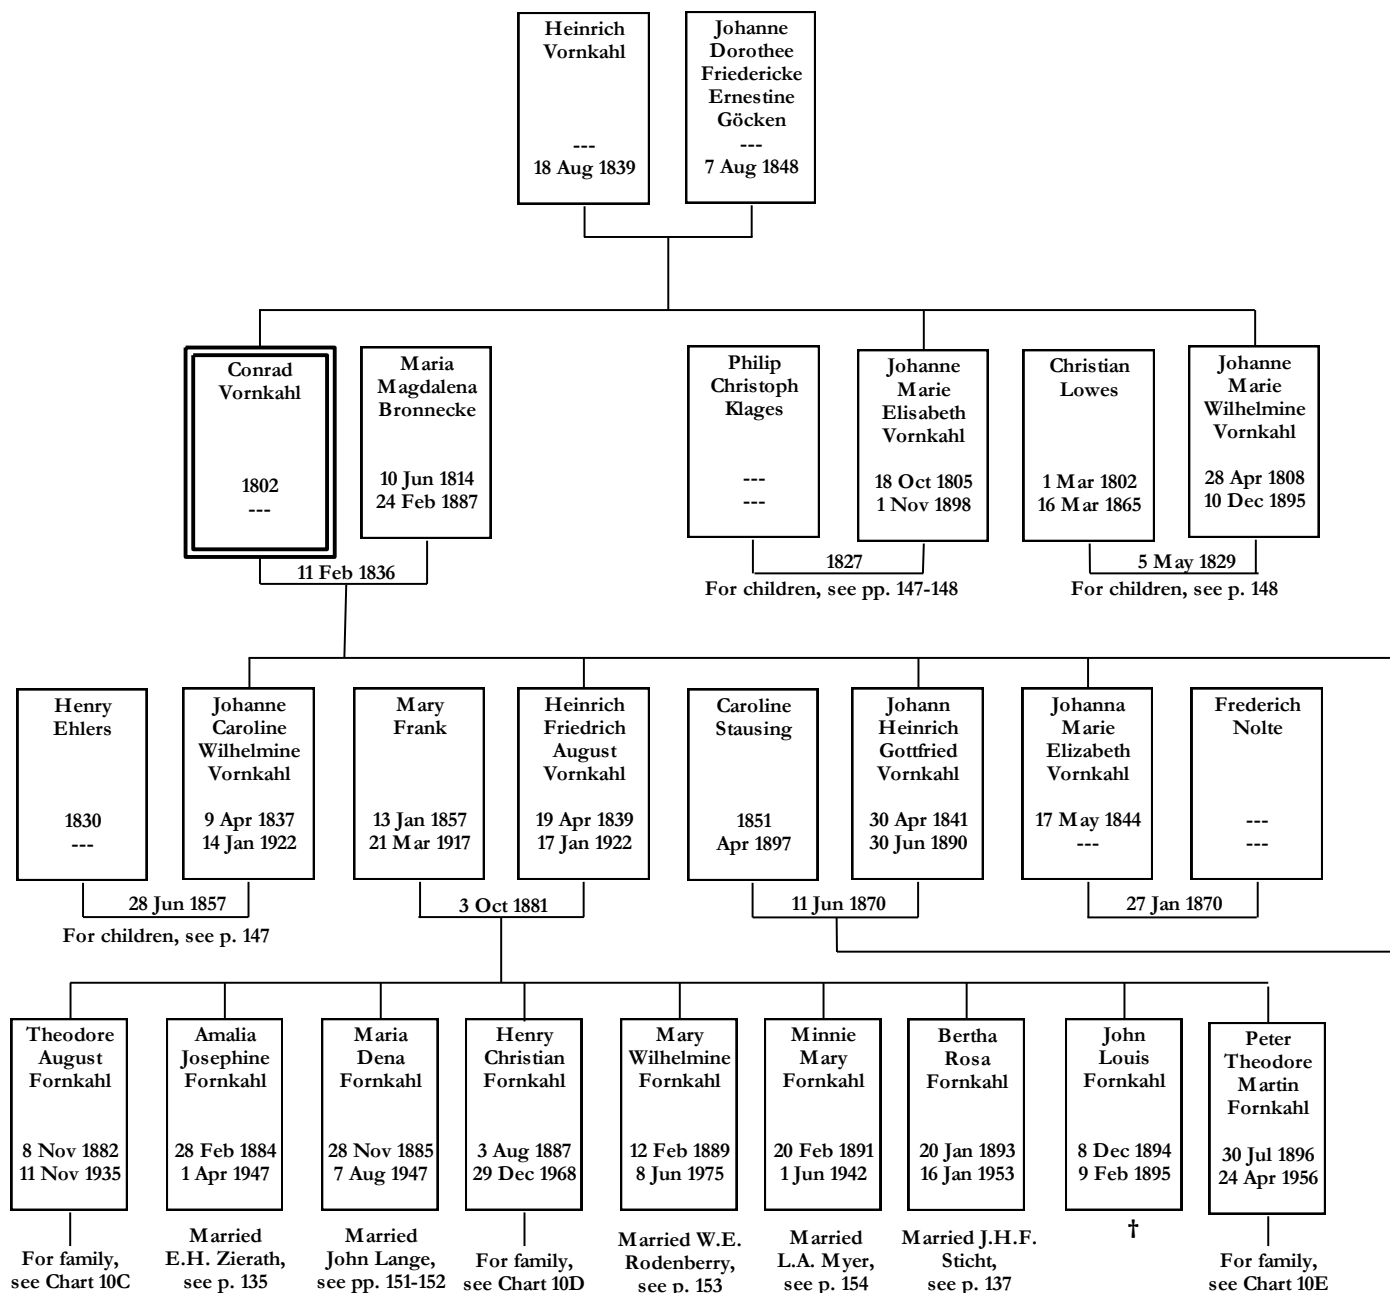 Heinrich
Vornkahl
---
18 Aug 1839
Johanne
Dorothee
Friedericke
Ernestine
Göcken
---
7 Aug 1848
Conrad
Vornkahl
1802
---
Maria
Magdalena
Bronnecke
10 Jun 1814
24 Feb 1887
11 Feb 1836
Philip
Christoph
Klages
---
---
Johanne
Marie
Elisabeth
Vornkahl
18 Oct 1805
1 Nov 1898
1827
For children, see pp. 147-148
Christian
Lowes
1 Mar 1802
16 Mar 1865
Johanne
Marie
Wilhelmine
Vornkahl
28 Apr 1808
10 Dec 1895
5 May 1829
For children, see p. 148
Henry
Ehlers
1830
---
Johanne
Caroline
Wilhelmine
Vornkahl
9 Apr 1837
14 Jan 1922
28 Jun 1857
For children, see p. 147
Mary
Frank
13 Jan 1857
21 Mar 1917
Heinrich
Friedrich
August
Vornkahl
19 Apr 1839
17 Jan 1922
3 Oct 1881
Caroline
Stausing
1851
Apr 1897
Johann
Heinrich
Gottfried
Vornkahl
30 Apr 1841
30 Jun 1890
11 Jun 1870
Johanna
Marie
Elizabeth
Vornkahl
17 May 1844
---
Frederich
Nolte
---
---
27 Jan 1870
Theodore
August
Fornkahl
8 Nov 1882
11 Nov 1935
For family,
see Chart 10C
Amalia
Josephine
Fornkahl
28 Feb 1884
1 Apr 1947
Married
E.H. Zierath,
see p. 135
Maria
Dena
Fornkahl
28 Nov 1885
7 Aug 1947
Married
John Lange,
see pp. 151-152
Henry
Christian
Fornkahl
3 Aug 1887
29 Dec 1968
For family,
see Chart 10D
Mary
Wilhelmine
Fornkahl
12 Feb 1889
8 Jun 1975
Married W.E.
Rodenberry,
see p. 153
Minnie
Mary
Fornkahl
20 Feb 1891
1 Jun 1942
Married
L.A. Myer,
see p. 154
Bertha
Rosa
Fornkahl
20 Jan 1893
16 Jan 1953
Married J.H.F.
Sticht,
see p. 137
John
Louis
Fornkahl
8 Dec 1894
9 Feb 1895
†
Peter
Theodore
Martin
Fornkahl
30 Jul 1896
24 Apr 1956
For family,
see Chart 10E